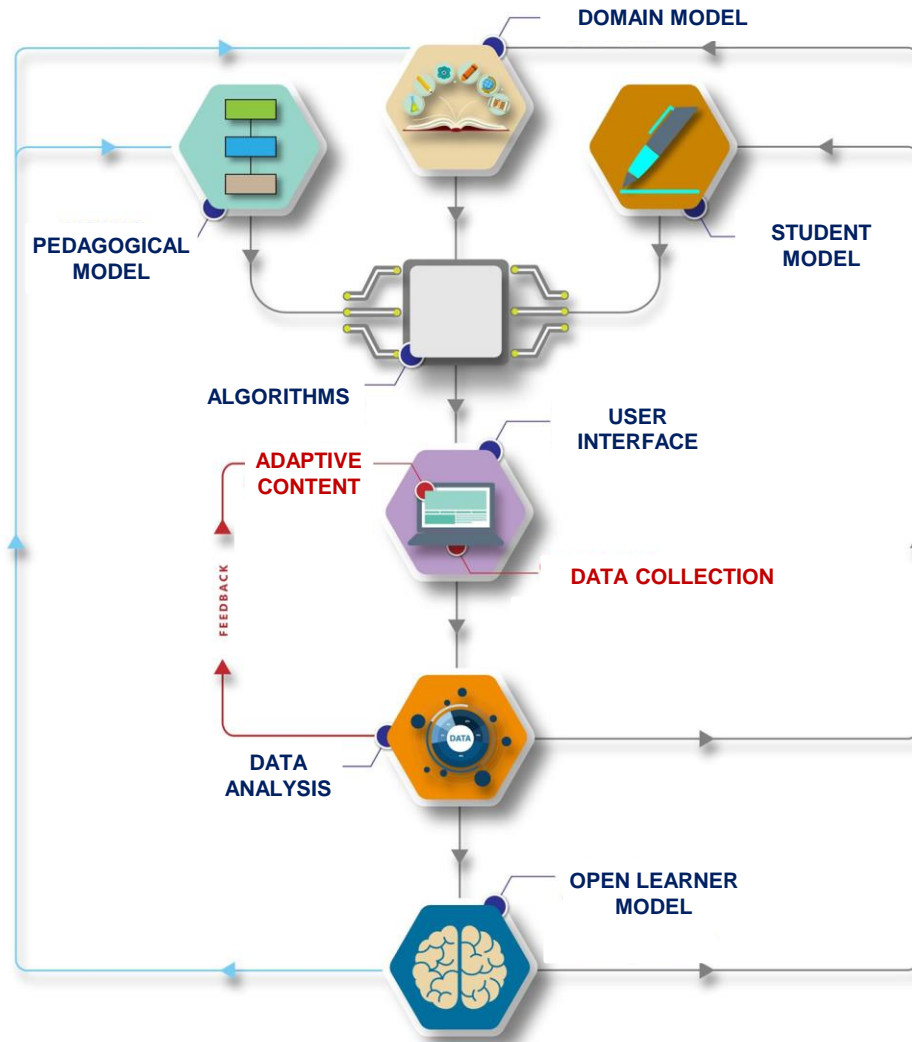 DOMAIN MODEL
PEDAGOGICAL
MODEL
STUDENT
MODEL
ALGORITHMS
USER
INTERFACE
ADAPTIVE
CONTENT
DATA COLLECTION
FEEDBACK
DATA
DATA
ANALYSIS
OPEN LEARNER
MODEL